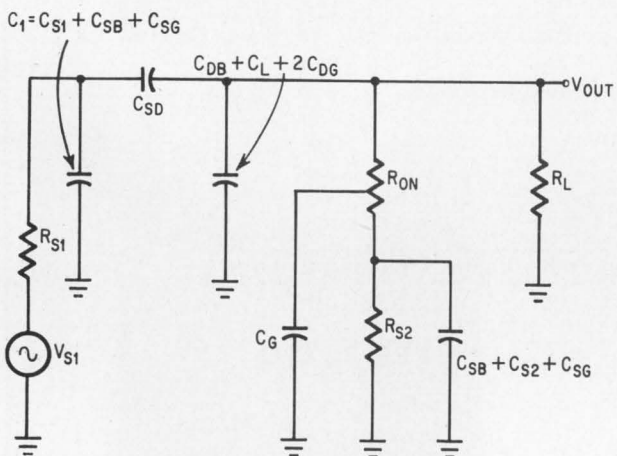 C1=CS1+CSB+CSG
CDB+CL+2CDG
CSD
VOUT
RON
RL
RS1
CG
RS2
VS1
CSB+CS2+CSG